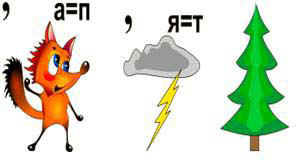 , а=п
, я=т